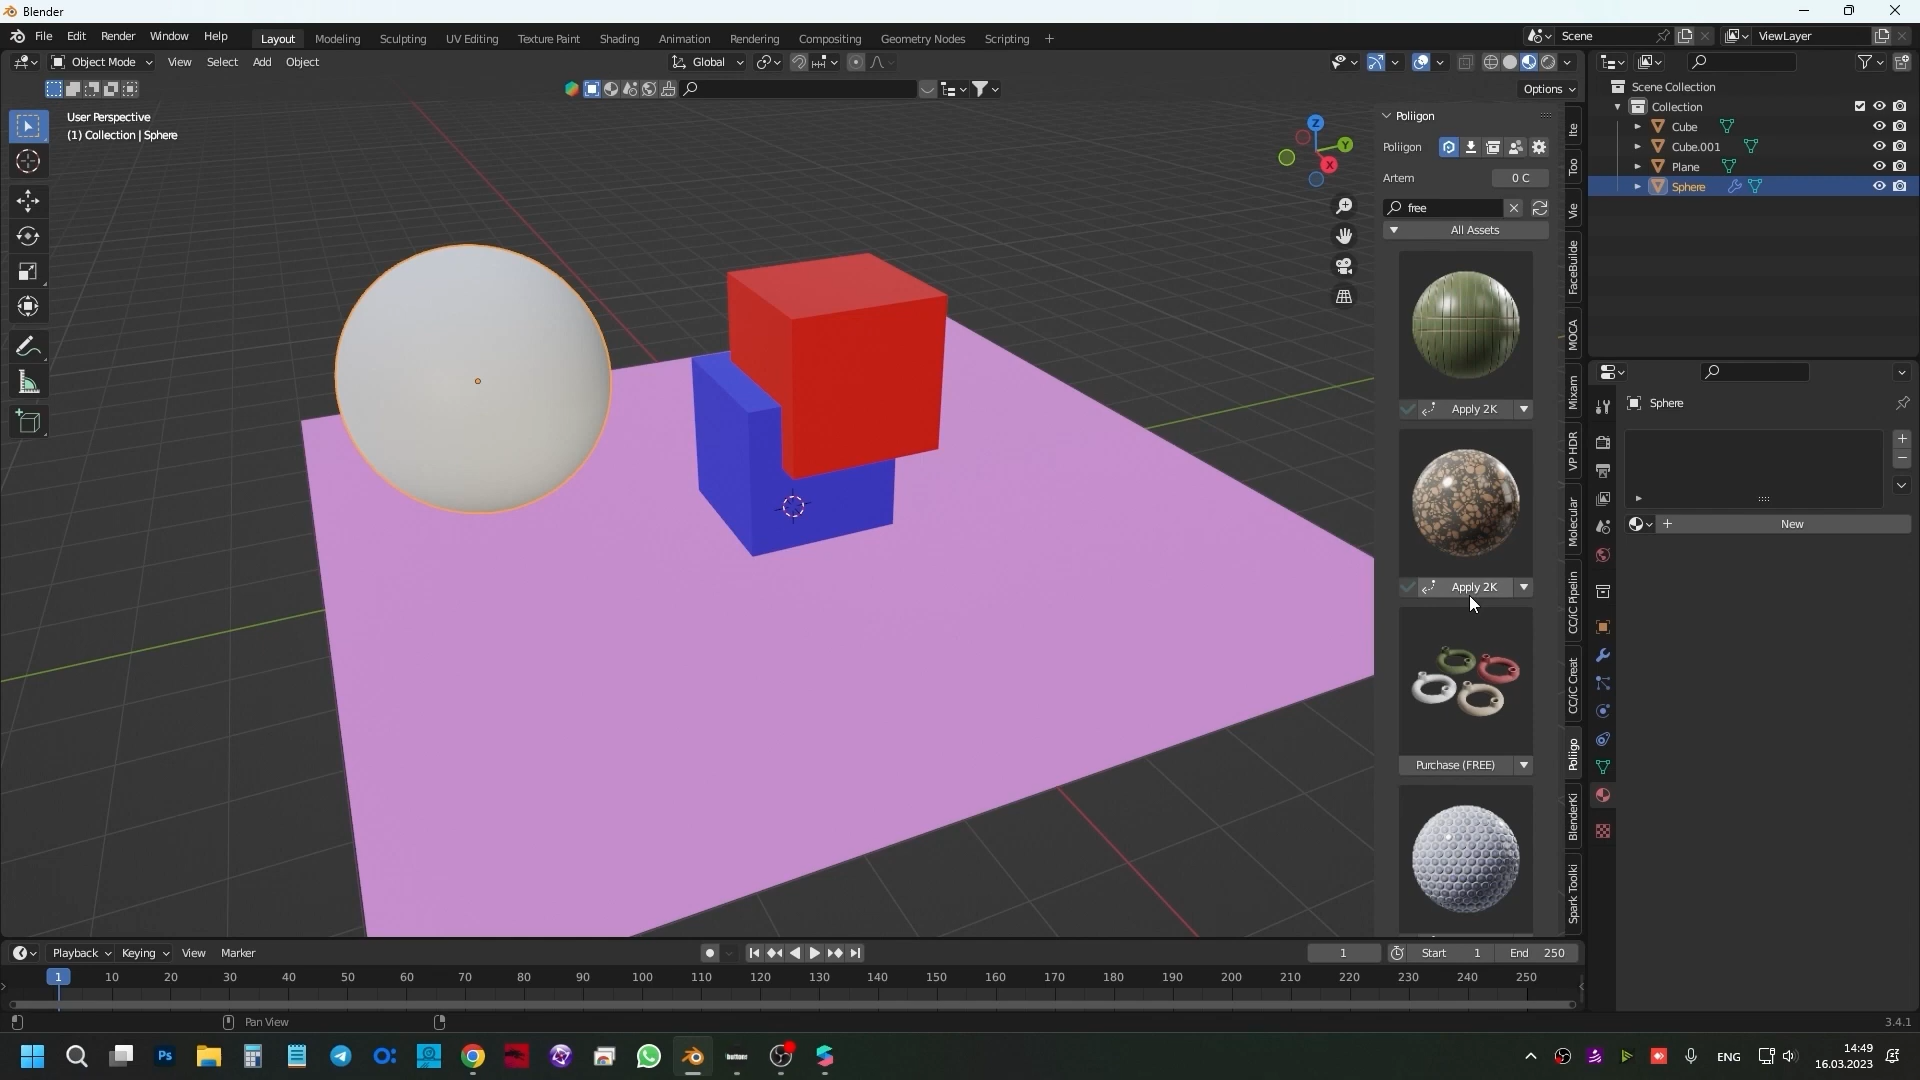 Blender
File Edit Render Window Help
Layout Modeling Sculpting UV Editing Texture Paint Shading Animation Rendering Compositing Geometry Nodes Scripting +
Scene
ViewLayer
Object Mode View Select Add Object
Global
Options
User Perspective
(1) Collection | Sphere
Z
Y
X
Poliigon
Poliigon
Artem
0 C
free
All Assets
Apply 2K
Apply 2K
Purchase (FREE)
Ite
Too
Vie
FaceBuilde
MOCA
Mixam
VP HDR
Molecular
CC/iC Pipelin
CC/iC Creat
Poliigo
BlenderKi
Spark Toolki
Scene Collection
Collection
Cube
Cube.001
Plane
Sphere
Sphere
New
Playback Keying View Marker
1
Start 1
End 250
1 10 20 30 40 50 60 70 80 90 100 110 120 130 140 150 160 170 180 190 200 210 220 230 240 250
Pan View
3.4.1
Ps
buttons
ENG
14:49
16.03.2023